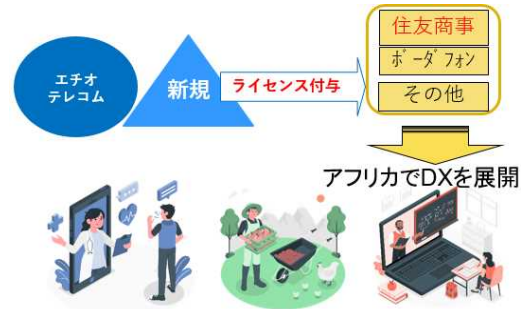 エチオ
テレコム
新規
ライセンス付与
住友商事
ﾎﾞｰﾀﾞﾌｫﾝ
その他
アフリカでDXを展開